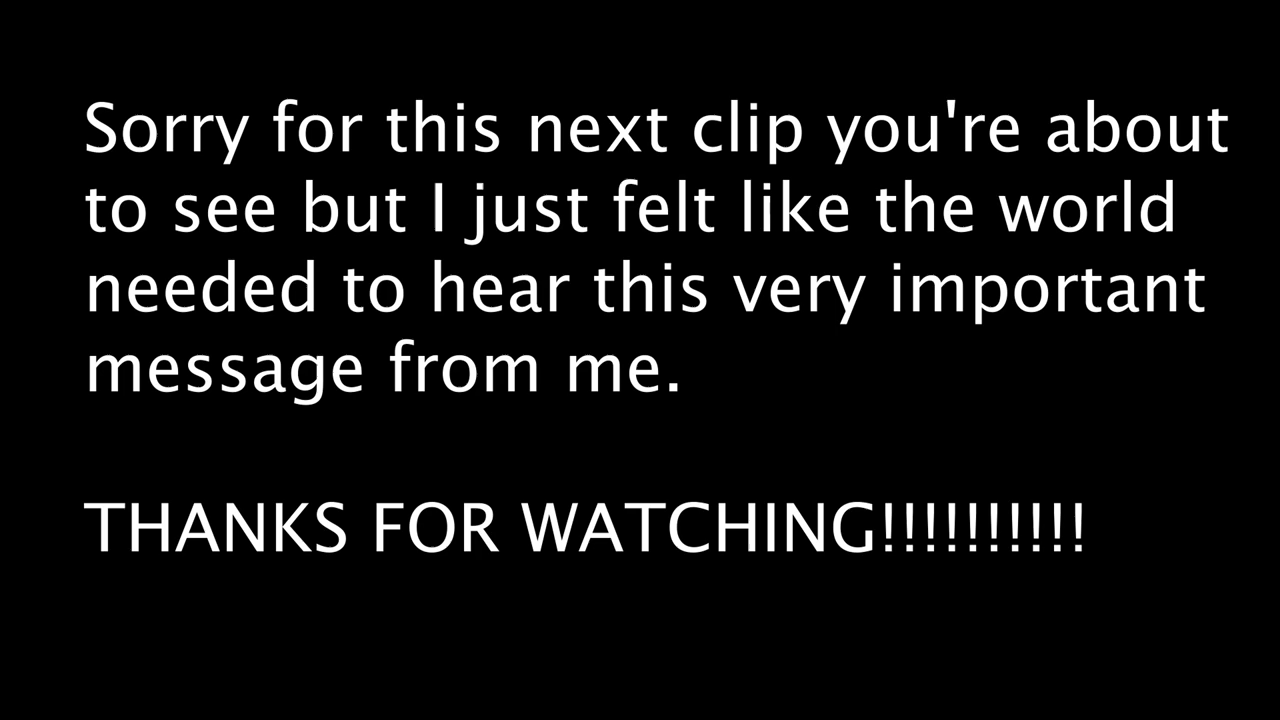 Sorry for this next clip you're about
to see but I just felt like the world
needed to hear this very important
message from me.
THANKS FOR WATCHING!!!!!!!!!!